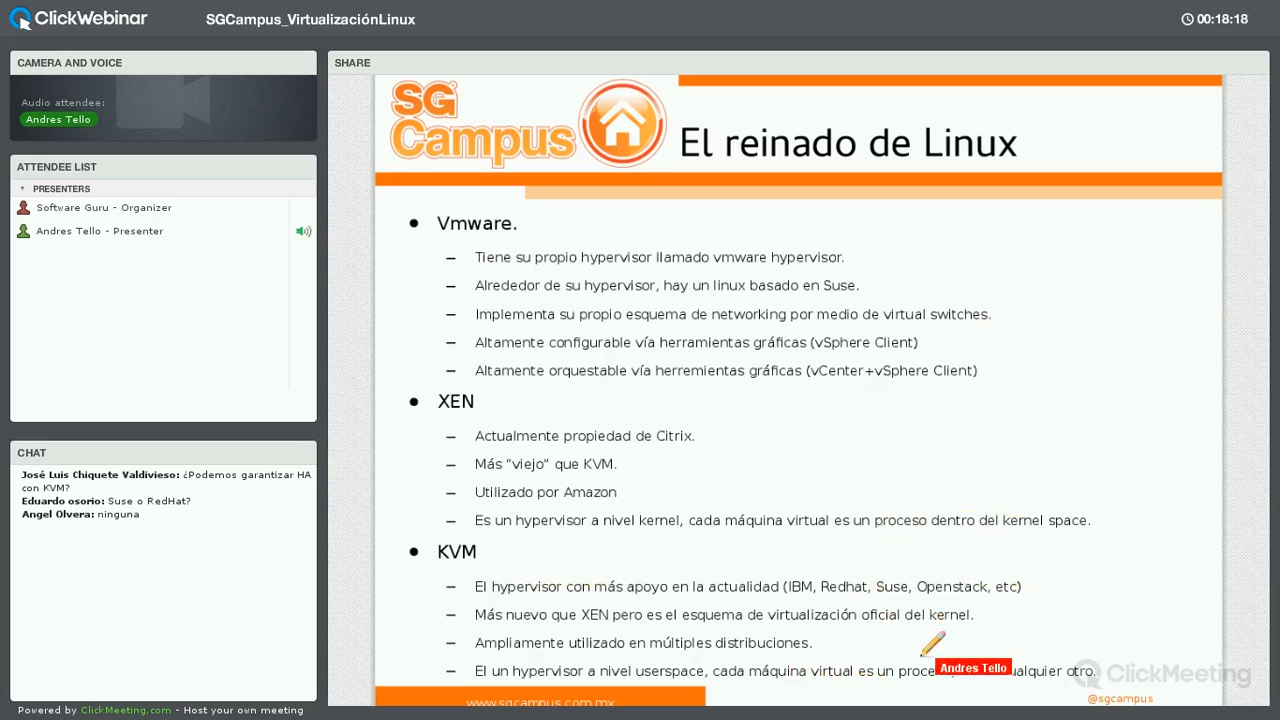 ClickWebinar
SGCampus_VirtualizaciónLinux
00:18:18
CAMERA AND VOICE
Audio attendee:
Andres Tello
ATTENDEE LIST
PRESENTERS
Software Guru - Organizer
Andres Tello - Presenter
CHAT
José Luis Chiquete Valdivieso: ¿Podemos garantizar HA
con KVM?
Eduardo osorio: Suse o RedHat?
Angel Olvera: ninguna
Powered by ClickMeeting.com - Host your own meeting
SHARE
SG
Campus
El reinado de Linux
● Vmware.
– Tiene su propio hypervisor llamado vmware hypervisor.
– Alrededor de su hypervisor, hay un linux basado en Suse.
– Implementa su propio esquema de networking por medio de virtual switches.
– Altamente configurable vía herramientas gráficas (vSphere Client)
– Altamente orquestable vía herremientas gráficas (vCenter+vSphere Client)
● XEN
– Actualmente propiedad de Citrix.
– Más “viejo” que KVM.
– Utilizado por Amazon
– Es un hypervisor a nivel kernel, cada máquina virtual es un proceso dentro del kernel space.
● KVM
– El hypervisor con más apoyo en la actualidad (IBM, Redhat, Suse, Openstack, etc)
– Más nuevo que XEN pero es el esquema de virtualización oficial del kernel.
– Ampliamente utilizado en múltiples distribuciones.
– El un hypervisor a nivel userspace, cada máquina virtual es un otro.
Andres Tello
ClickMeeting
www.sgcampus.com.mx
@sgcampus